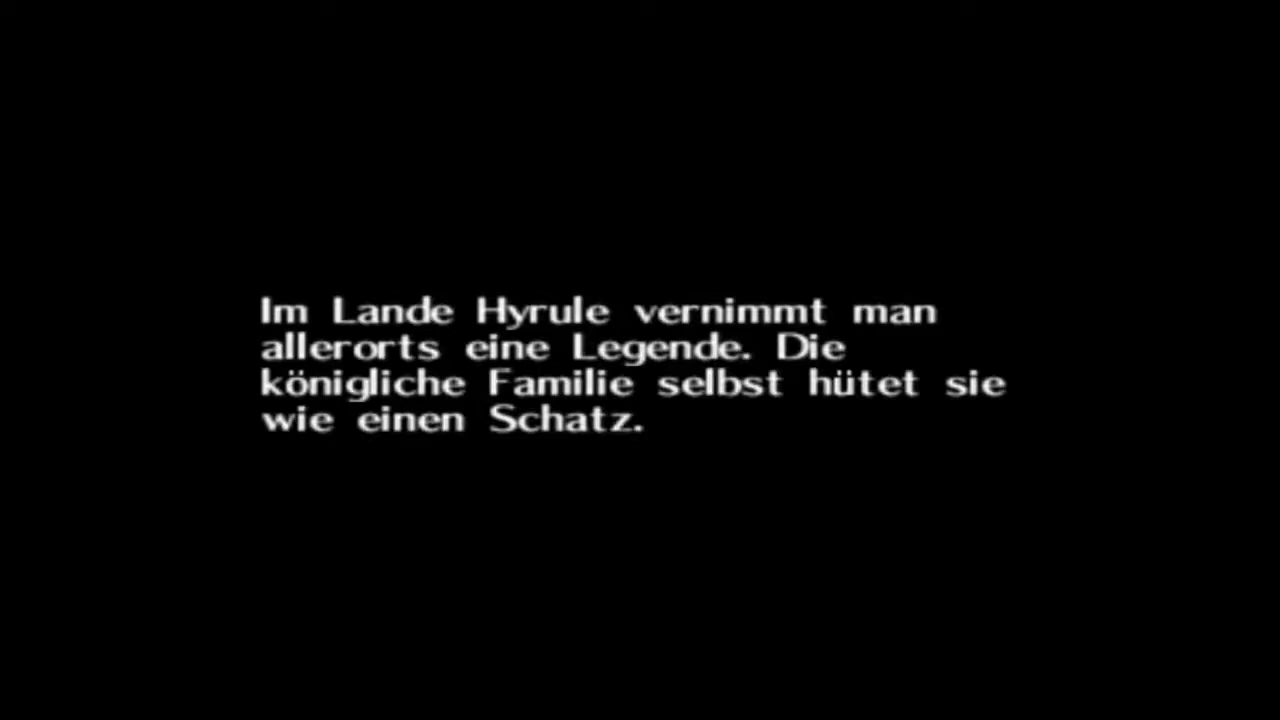 Im Lande Hyrule vernimmt man
allerorts eine Legende. Die
königliche Familie selbst hütet sie
wie einen Schatz.